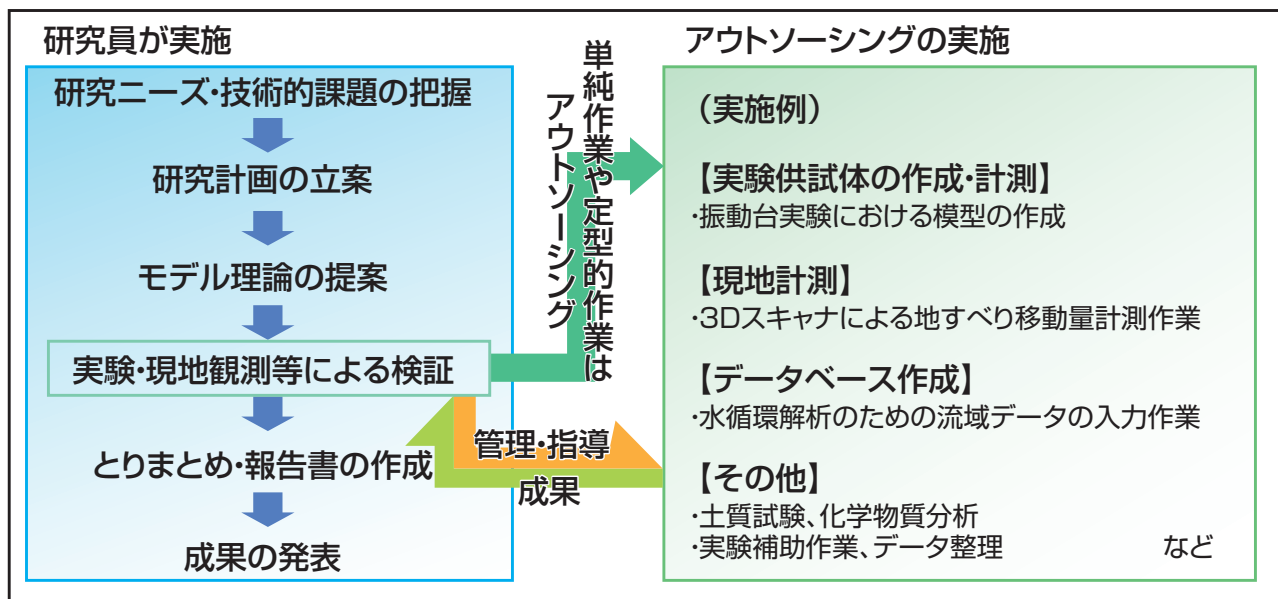 研究員が実施
研究ニーズ・技術的課題の把握
研究計画の立案
モデル理論の提案
実験・現地観測等による検証
とりまとめ・報告書の作成
成果の発表
単純作業や定型的作業は
アウトソーシング
管理・指導
成果
アウトソーシングの実施
（実施例）
【実験供試体の作成・計測】
・振動台実験における模型の作成
【現地計測】
・3Dスキャナによる地すべり移動量計測作業
【データベース作成】
・水循環解析のための流域データの入力作業
【その他】
・土質試験、化学物質分析
・実験補助作業、データ整理　　　　など